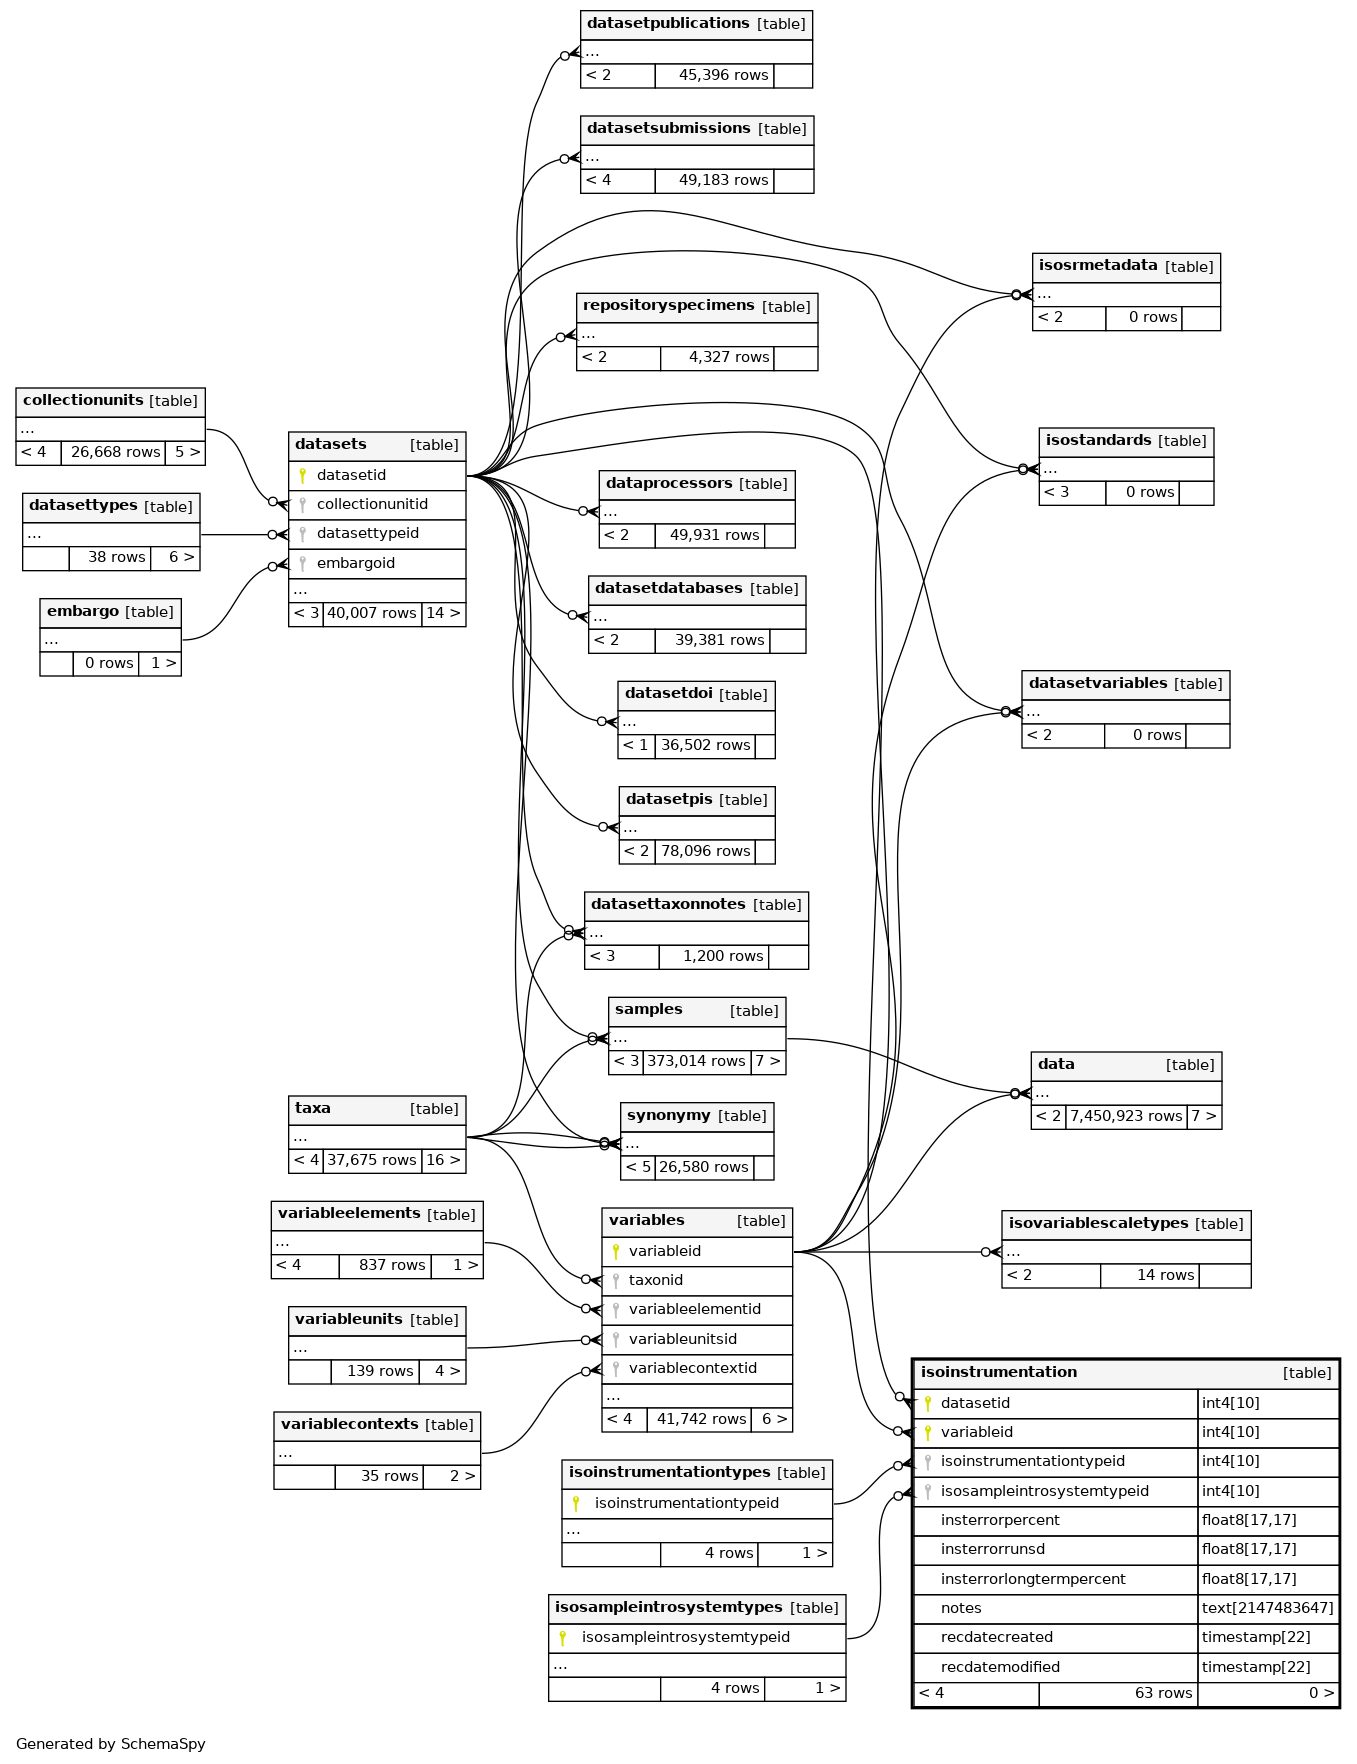 datasetpublications [table]
...
< 2 45,396 rows
datasetsubmissions [table]
...
< 4 49,183 rows
isosrmetadata [table]
...
< 2 0 rows
repositoryspecimens [table]
...
< 2 4,327 rows
collectionunits [table]
...
< 4 26,668 rows 5 >
datasettypes [table]
...
38 rows 6 >
embargo [table]
...
0 rows 1 >
datasets [table]
datasetid
collectionunitid
datasettypeid
embargoid
...
< 3 40,007 rows 14 >
isostandards [table]
...
< 3 0 rows
dataprocessors [table]
...
< 2 49,931 rows
datasetdatabases [table]
...
< 2 39,381 rows
datasetdoi [table]
...
< 1 36,502 rows
datasetvariables [table]
...
< 2 0 rows
datasetpis [table]
...
< 2 78,096 rows
datasettaxonnotes [table]
...
< 3 1,200 rows
samples [table]
...
< 3 373,014 rows 7 >
data [table]
...
< 2 7,450,923 rows 7 >
taxa [table]
...
< 4 37,675 rows 16 >
synonymy [table]
...
< 5 26,580 rows
variableelements [table]
...
< 4 837 rows 1 >
variableunits [table]
...
139 rows 4 >
variablecontexts [table]
...
35 rows 2 >
variables [table]
variableid
taxonid
variableelementid
variableunitsid
variablecontextid
...
< 4 41,742 rows 6 >
isovariablescaletypes [table]
...
< 2 14 rows
isoinstrumentationtypes [table]
isoinstrumentationtypeid
...
4 rows 1 >
isosampleintrosystemtypes [table]
isosampleintrosystemtypeid
...
4 rows 1 >
isoinstrumentation [table]
datasetid int4[10]
variableid int4[10]
isoinstrumentationtypeid int4[10]
isosampleintrosystemtypeid int4[10]
insterrorpercent float8[17,17]
insterrorrunsd float8[17,17]
insterrorlongtermpercent float8[17,17]
notes text[2147483647]
recdatecreated timestamp[22]
recdatemodified timestamp[22]
< 4 63 rows 0 >
Generated by SchemaSpy